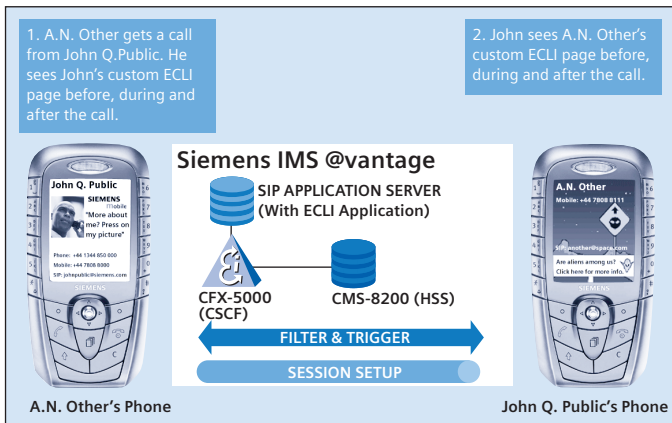 1. A.N. Other gets a call
from John Q.Public. He
sees John's custom ECLI
page before, during and
after the call.
2. John sees A.N. Other's
custom ECLI page before,
during and after the call.
John Q. Public
SIEMENS
mobile
"More about
me? Press on
my picture"
Phone: +44 1344 850 000
Mobile: +44 7808 8000
SIP: johnpublic@siemens.com
SIEMENS
A.N. Other's Phone
Siemens IMS @vantage
SIP APPLICATION SERVER
(With ECLI Application)
CFX-5000
(CSCF)
CMS-8200 (HSS)
FILTER & TRIGGER
SESSION SETUP
A.N. Other
Mobile: +44 7808 8111
SIP: another@space.com
Are aliens among us?
Click here for more info.
SIEMENS
John Q. Public's Phone